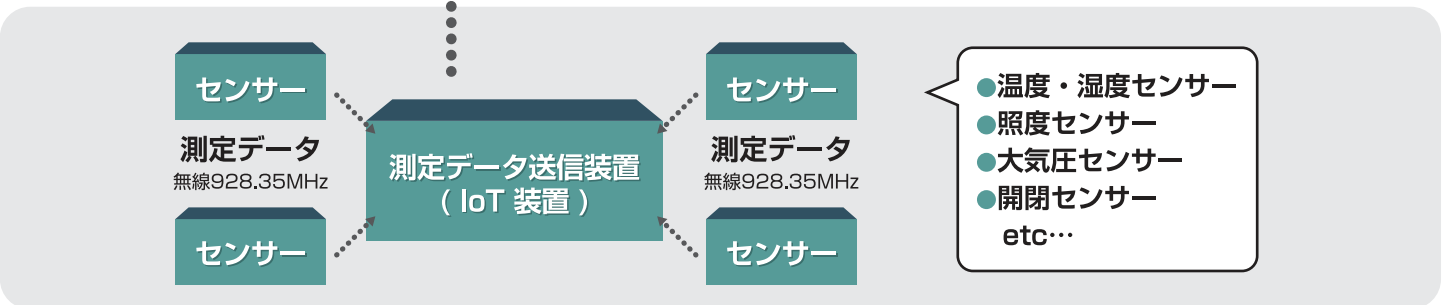 センサー
測定データ
無線928.35MHz
センサー
測定データ送信装置
( IoT 装置 )
センサー
測定データ
無線928.35MHz
センサー
●温度・湿度センサー
●照度センサー
●大気圧センサー
●開閉センサー
etc…